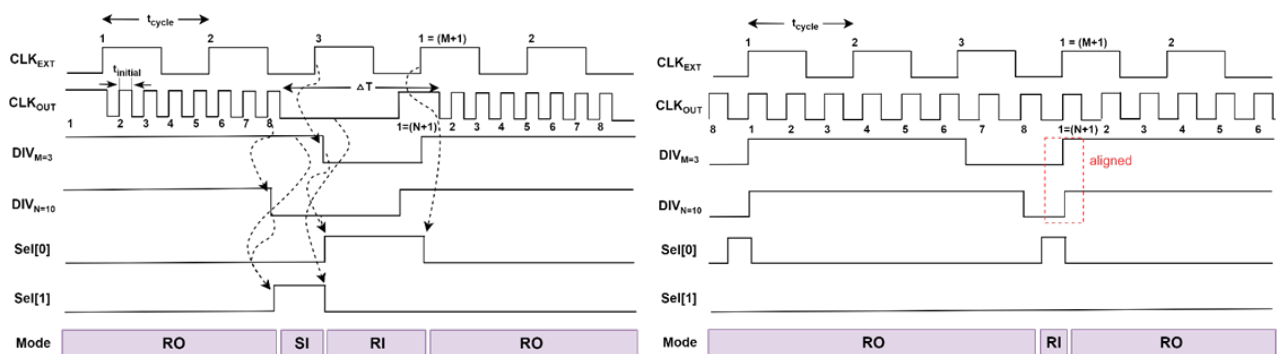 t_cycle
1 2 3 1 = (M+1) 2
CLK_EXT
t_initial
ΔT
CLK_OUT
1 2 3 4 5 6 7 8 1=(N+1) 2 3 4 5 6 7 8
DIV_M=3
DIV_N=10
Sel[0]
Sel[1]
Mode RO SI RI RO
t_cycle
1 2 3 1 = (M+1) 2
CLK_EXT
CLK_OUT
8 1 2 3 4 5 6 7 8 1=(N+1) 2 3 4 5 6
DIV_M=3
aligned
DIV_N=10
Sel[0]
Sel[1]
Mode RO RI RO